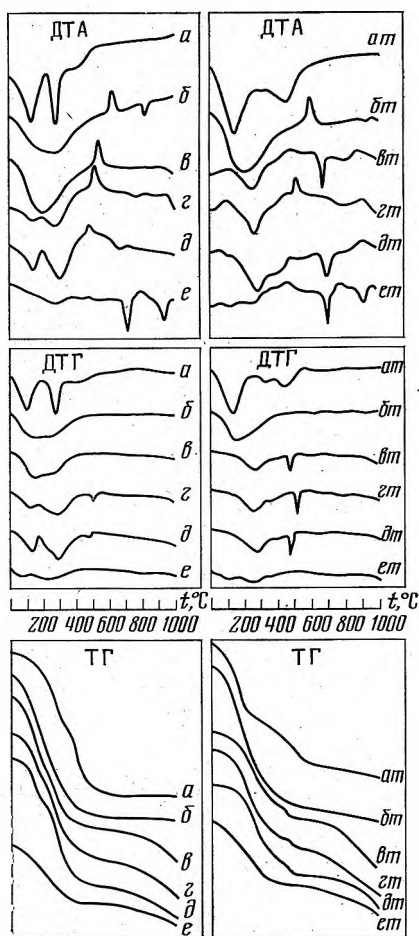 ДТА
а
б
в
г
д
е
ДТА
ат
бт
вт
гт
дт
ет
ДТГ
а
б
в
г
д
е
ДТГ
ат
бт
вт
гт
дт
ет
t,°C
200 400 600 800 1000
t,°C
200 400 600 800 1000
ТГ
а
б
в
г
д
е
ТГ
ат
бт
вт
гт
дт
ет